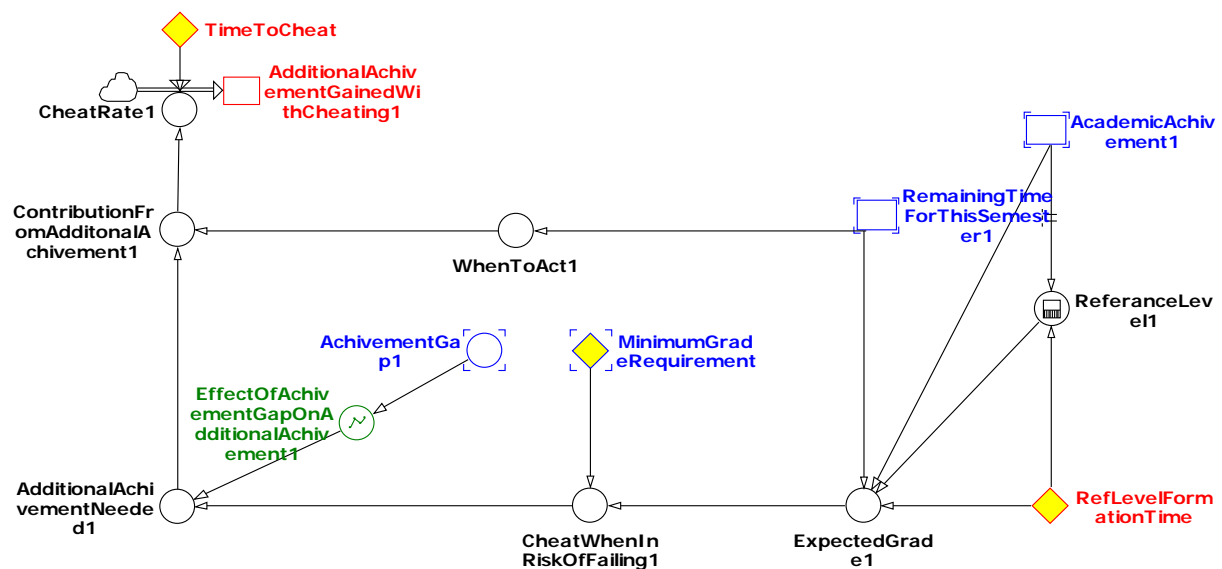 TimeToCheat
AdditionalAchiv
ementGainedWi
thCheating1
CheatRate1
AcademicAchiv
ement1
RemainingTime
ForThisSemest
er1
ContributionFr
omAdditonalA
chivement1
WhenToAct1
ReferanceLev
el1
AchivementGa
p1
MinimumGrad
eRequirement
EffectOfAchiv
ementGapOnA
dditionalAchiv
ement1
AdditionalAchi
vementNeede
d1
CheatWhenIn
RiskOfFailing1
ExpectedGrad
e1
RefLevelForm
ationTime